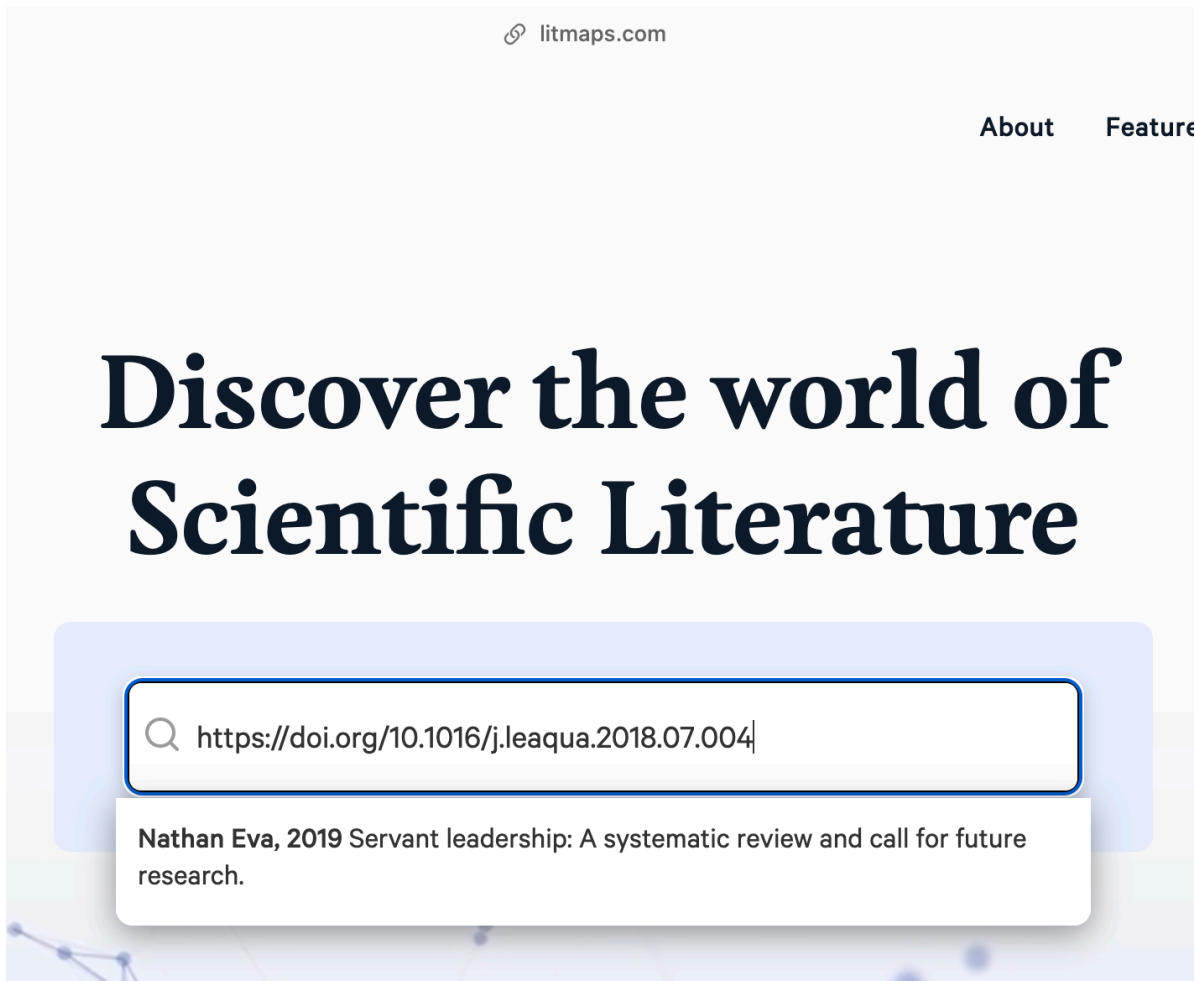 litmaps.com
About Feature
Discover the world of
Scientific Literature
https://doi.org/10.1016/j.leaqua.2018.07.004
Nathan Eva, 2019 Servant leadership: A systematic review and call for future
research.